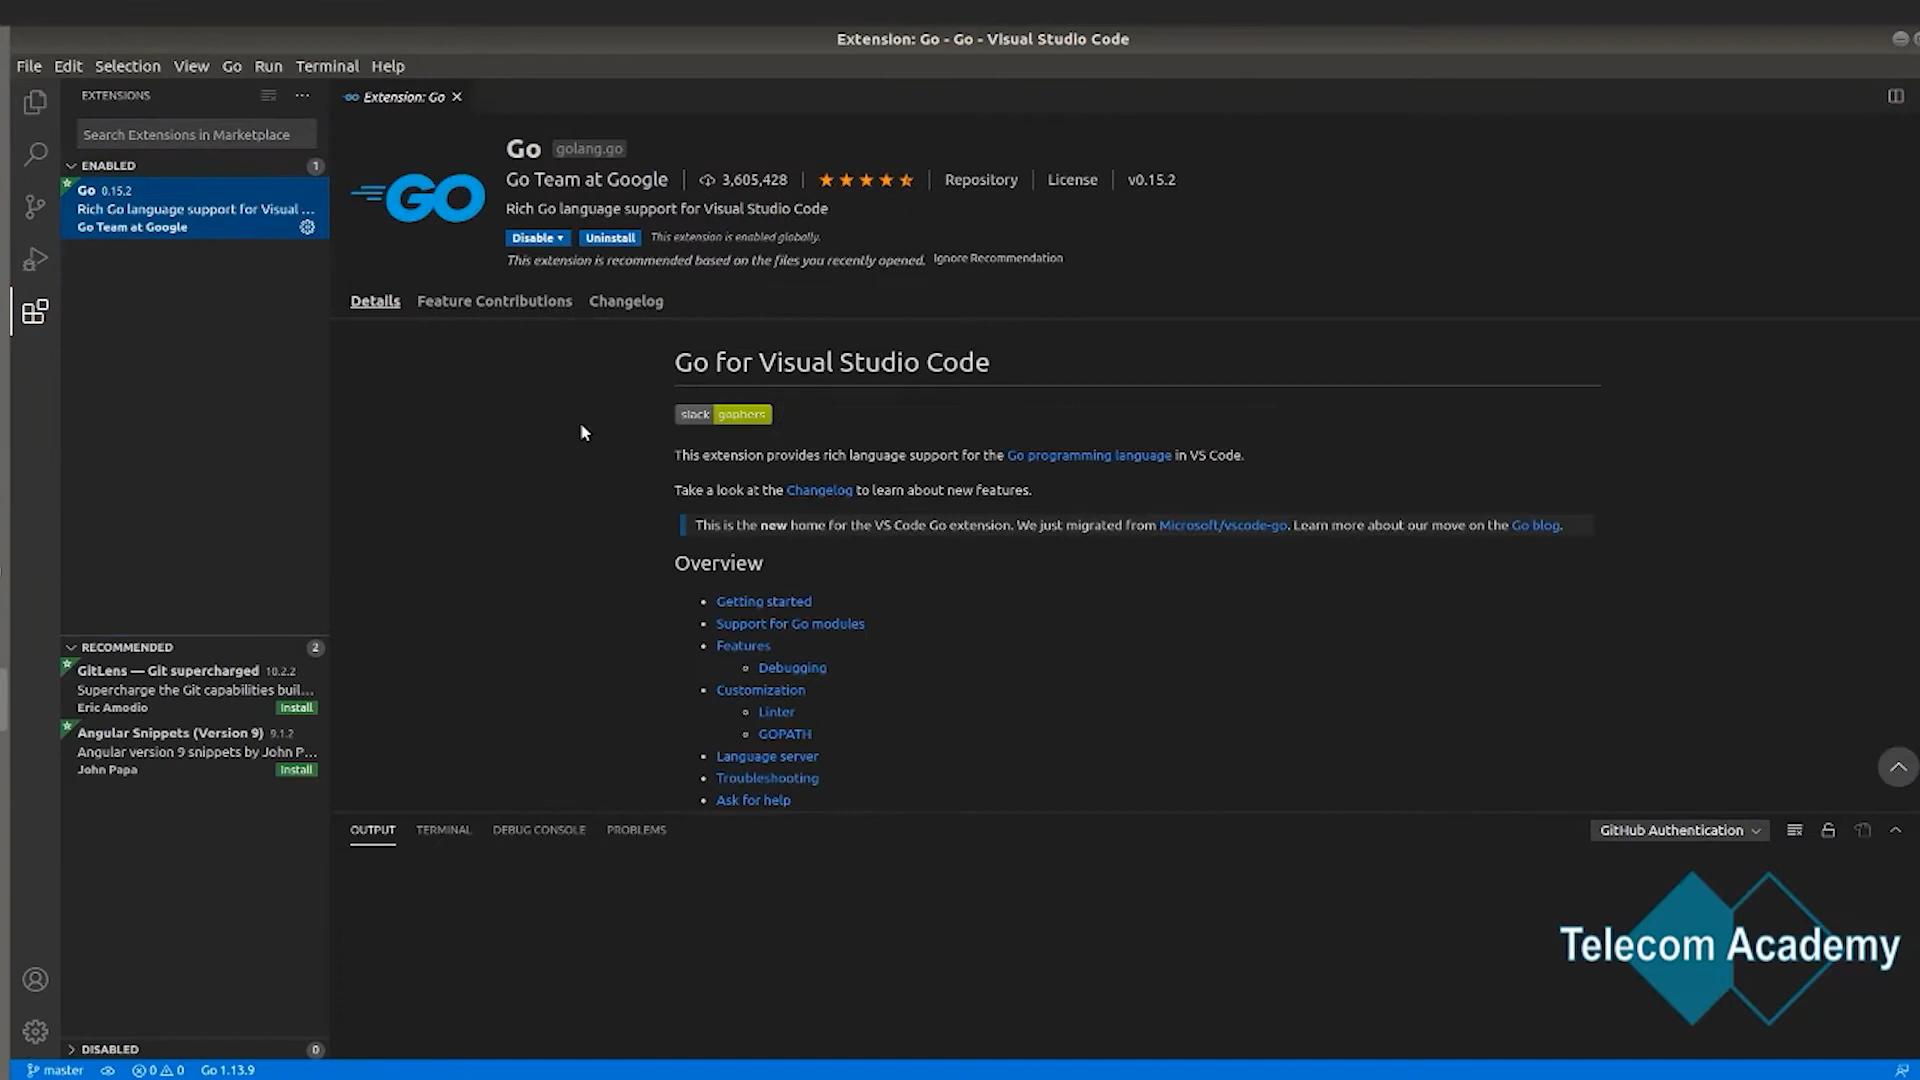 Extension: Go - Go - Visual Studio Code
File Edit Selection View Go Run Terminal Help
EXTENSIONS
Search Extensions in Marketplace
ENABLED 1
Go 0.15.2
Rich Go language support for Visual ...
Go Team at Google
RECOMMENDED 2
GitLens — Git supercharged 10.2.2
Supercharge the Git capabilities buil...
Eric Amodio Install
Angular Snippets (Version 9) 9.1.2
Angular version 9 snippets by John P...
John Papa Install
DISABLED 0
Extension: Go
GO
Go golang.go
Go Team at Google 3,605,428 Repository License v0.15.2
Rich Go language support for Visual Studio Code
Disable Uninstall This extension is enabled globally.
This extension is recommended based on the files you recently opened. Ignore Recommendation
Details Feature Contributions Changelog
Go for Visual Studio Code
slack gophers
This extension provides rich language support for the Go programming language in VS Code.
Take a look at the Changelog to learn about new features.
This is the new home for the VS Code Go extension. We just migrated from Microsoft/vscode-go. Learn more about our move on the Go blog.
Overview
Getting started
Support for Go modules
Features
Debugging
Customization
Linter
GOPATH
Language server
Troubleshooting
Ask for help
OUTPUT TERMINAL DEBUG CONSOLE PROBLEMS GitHub Authentication
Telecom Academy
master 0 0 Go 1.13.9